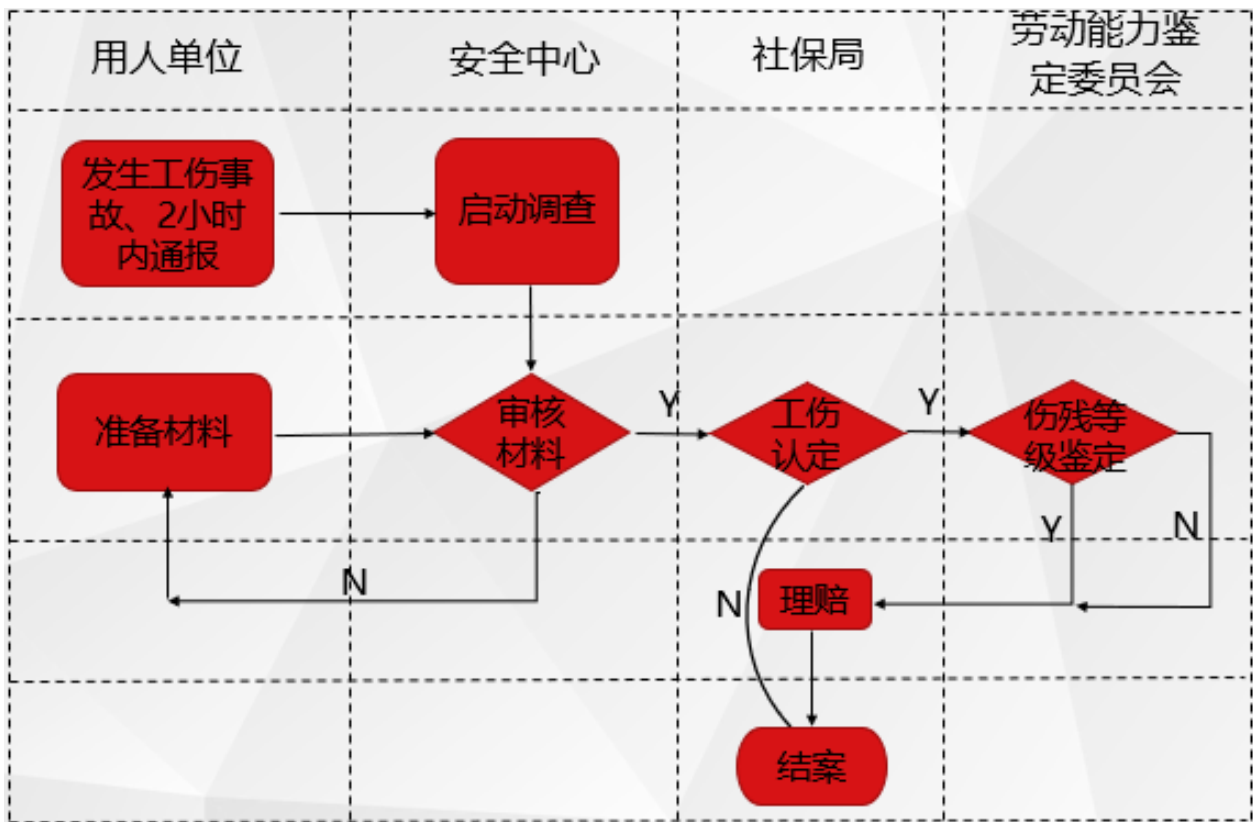 用人单位
安全中心
社保局
劳动能力鉴
定委员会
发生工伤事
故、2小时
内通报
启动调查
准备材料
审核
材料
Y
工伤
认定
Y
伤残等
级鉴定
Y
N
N
N
理赔
结案